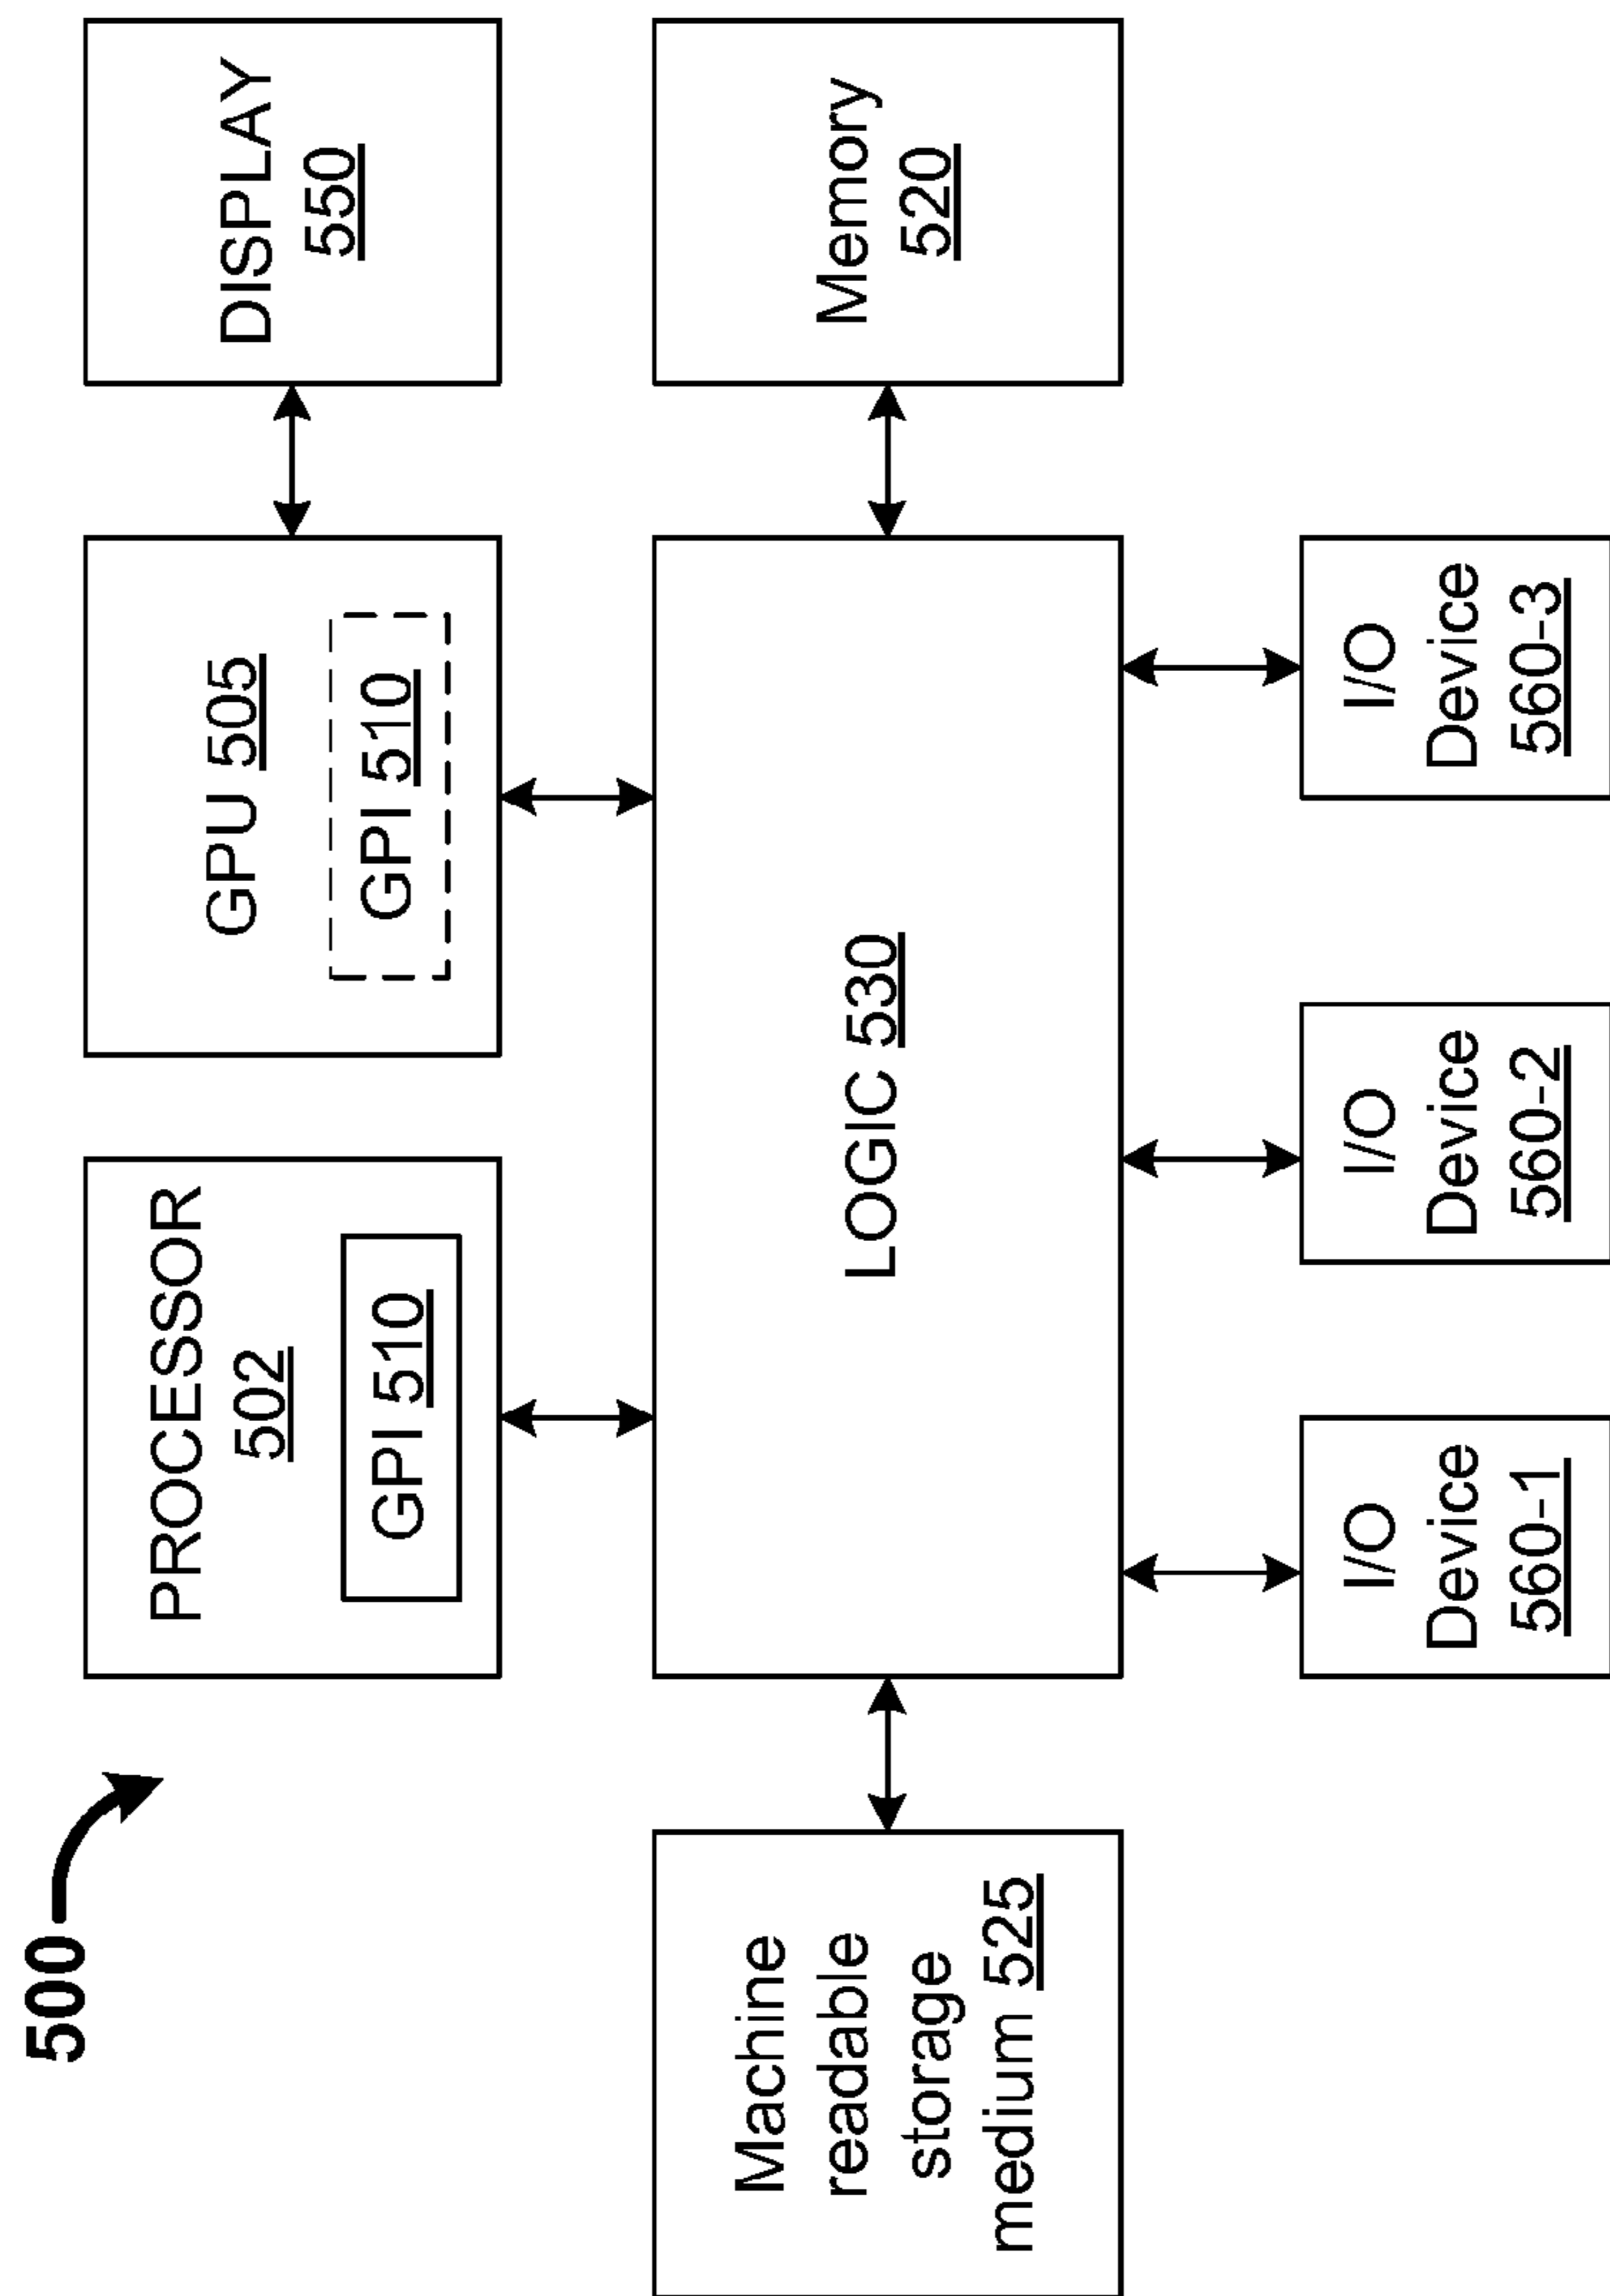 500
PROCESSOR
502
GPI 510
GPU 505
GPI 510
DISPLAY
550
Machine
readable
storage
medium 525
LOGIC 530
Memory
520
I/O
Device
560-1
I/O
Device
560-2
I/O
Device
560-3